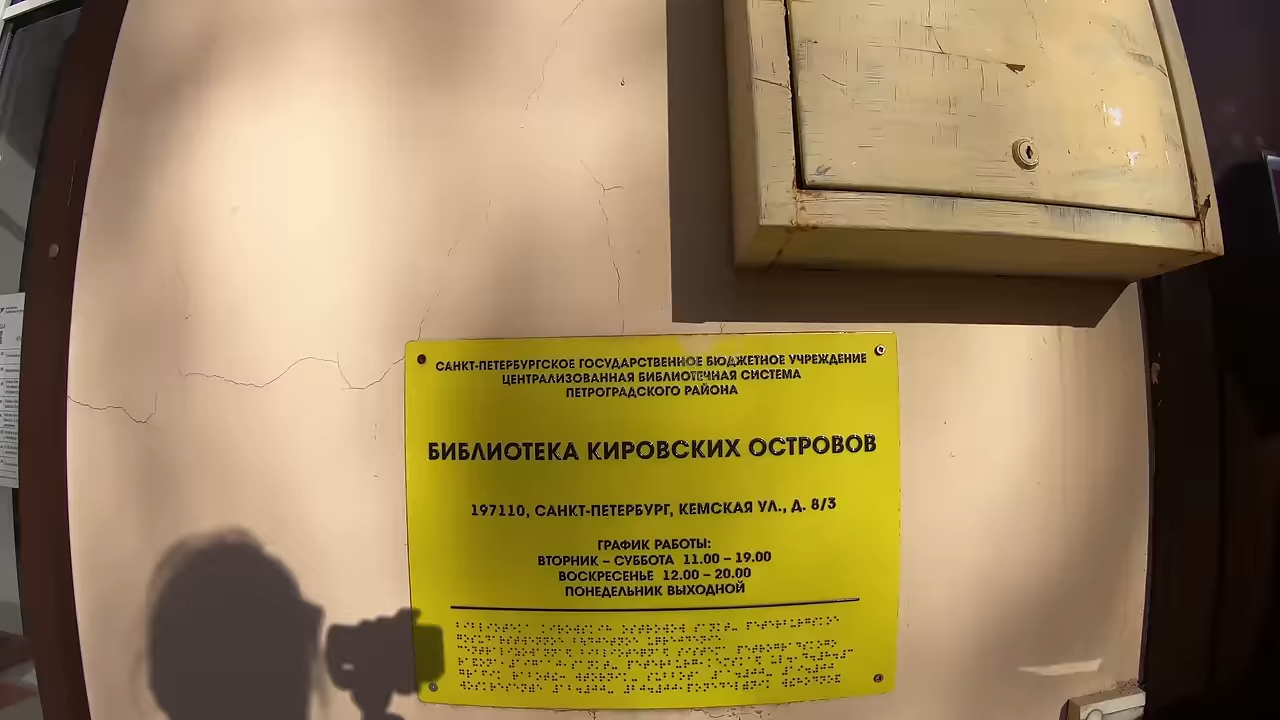 САНКТ-ПЕТЕРБУРГСКОЕ ГОСУДАРСТВЕННОЕ БЮДЖЕТНОЕ УЧРЕЖДЕНИЕ
ЦЕНТРАЛИЗОВАННАЯ БИБЛИОТЕЧНАЯ СИСТЕМА
ПЕТРОГРАДСКОГО РАЙОНА
БИБЛИОТЕКА КИРОВСКИХ ОСТРОВОВ
197110, САНКТ-ПЕТЕРБУРГ, КЕМСКАЯ УЛ., Д. 8/3
ГРАФИК РАБОТЫ:
ВТОРНИК – СУББОТА 11.00 – 19.00
ВОСКРЕСЕНЬЕ 12.00 – 20.00
ПОНЕДЕЛЬНИК ВЫХОДНОЙ